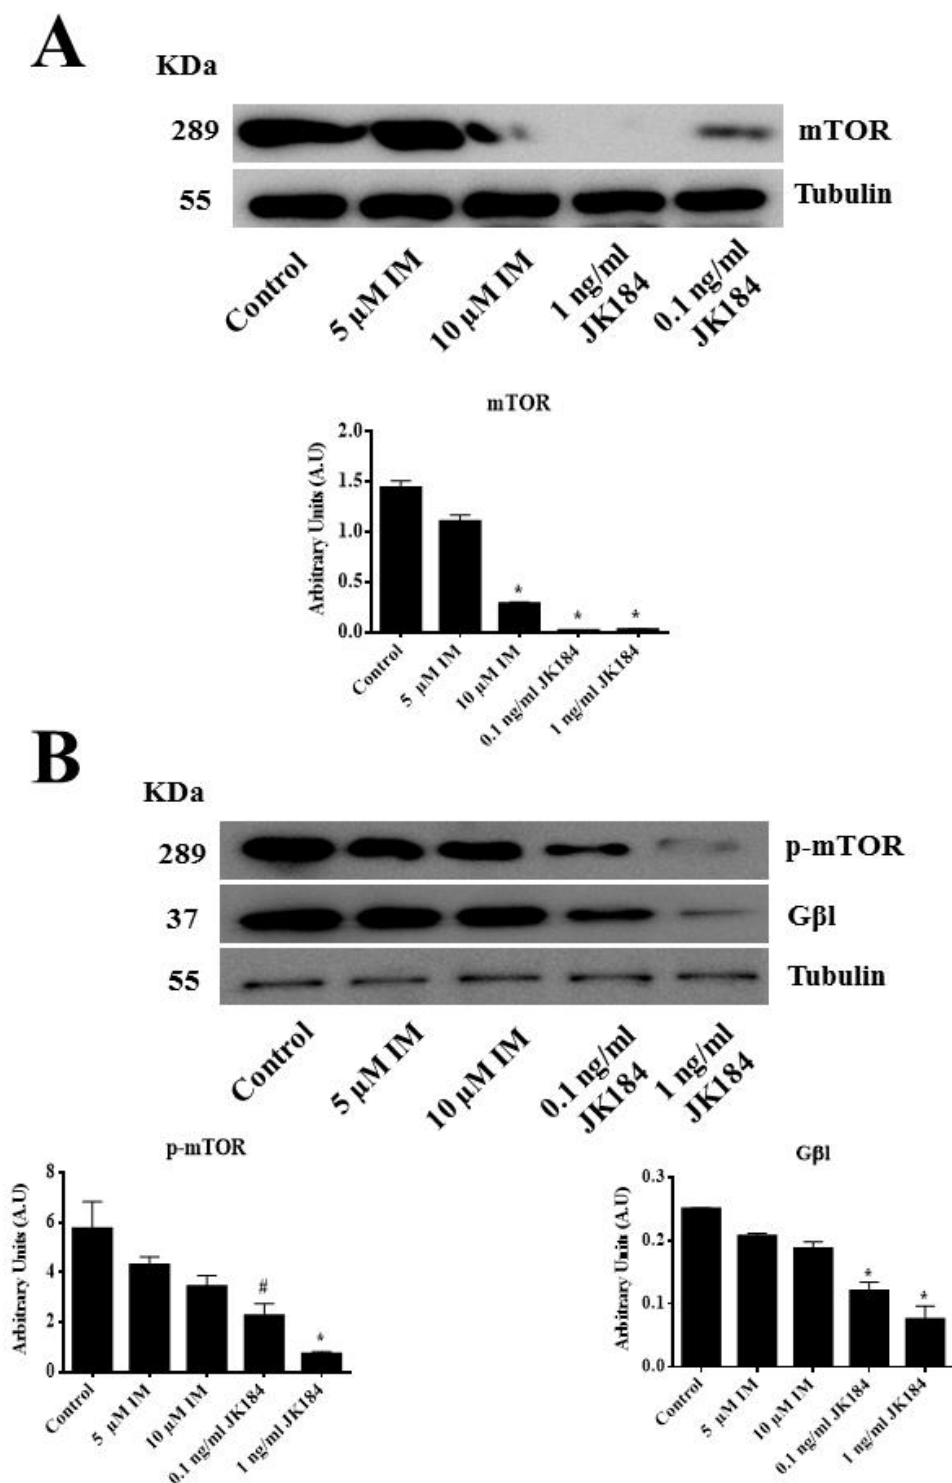 A
KDa
289
mTOR
55
Tubulin
Control
5 µM IM
10 µM IM
1 ng/ml
JK184
0.1 ng/ml
JK184
mTOR
Arbitrary Units (A.U)
2.0
1.5
1.0
0.5
0.0
*
*
*
Control
5 µM IM
10 µM IM
0.1 ng/ml JK184
1 ng/ml JK184
B
KDa
289
p-mTOR
37
Gβl
55
Tubulin
Control
5 µM IM
10 µM IM
0.1 ng/ml
JK184
1 ng/ml
JK184
p-mTOR
Arbitrary Units (A.U)
8
6
4
2
0
#
*
Control
5 µM IM
10 µM IM
0.1 ng/ml JK184
1 ng/ml JK184
Gβl
Arbitrary Units (A.U)
0.3
0.2
0.1
0.0
*
*
Control
5 µM IM
10 µM IM
0.1 ng/ml JK184
1 ng/ml JK184